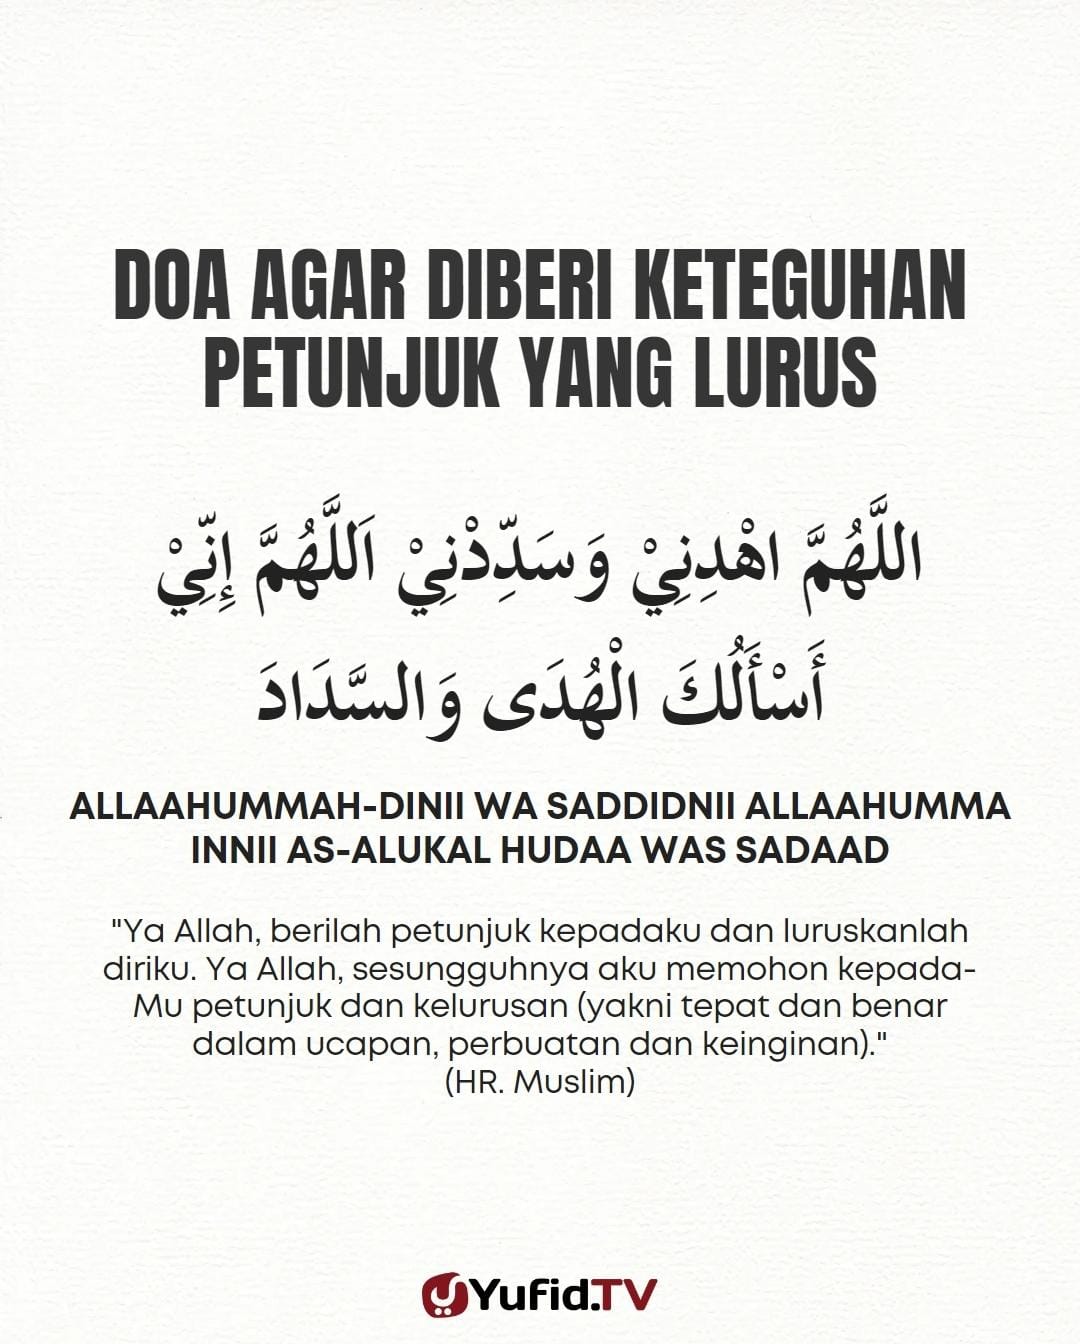 DOA AGAR DIBERI KETEGUHAN
PETUNJUK YANG LURUS
اللَّهُمَّ اهْدِنِيْ وَسَدِّدْنِيْ اَللَّهُمَّ إِنِّيْ
أَسْأَلُكَ الْهُدَى وَالسَّدَادَ
ALLAAHUMMAH-DINII WA SADDIDNII ALLAAHUMMA
INNII AS-ALUKAL HUDAA WAS SADAAD
"Ya Allah, berilah petunjuk kepadaku dan luruskanlah
diriku. Ya Allah, sesungguhnya aku memohon kepada-
Mu petunjuk dan kelurusan (yakni tepat dan benar
dalam ucapan, perbuatan dan keinginan)."
(HR. Muslim)
Yufid.TV